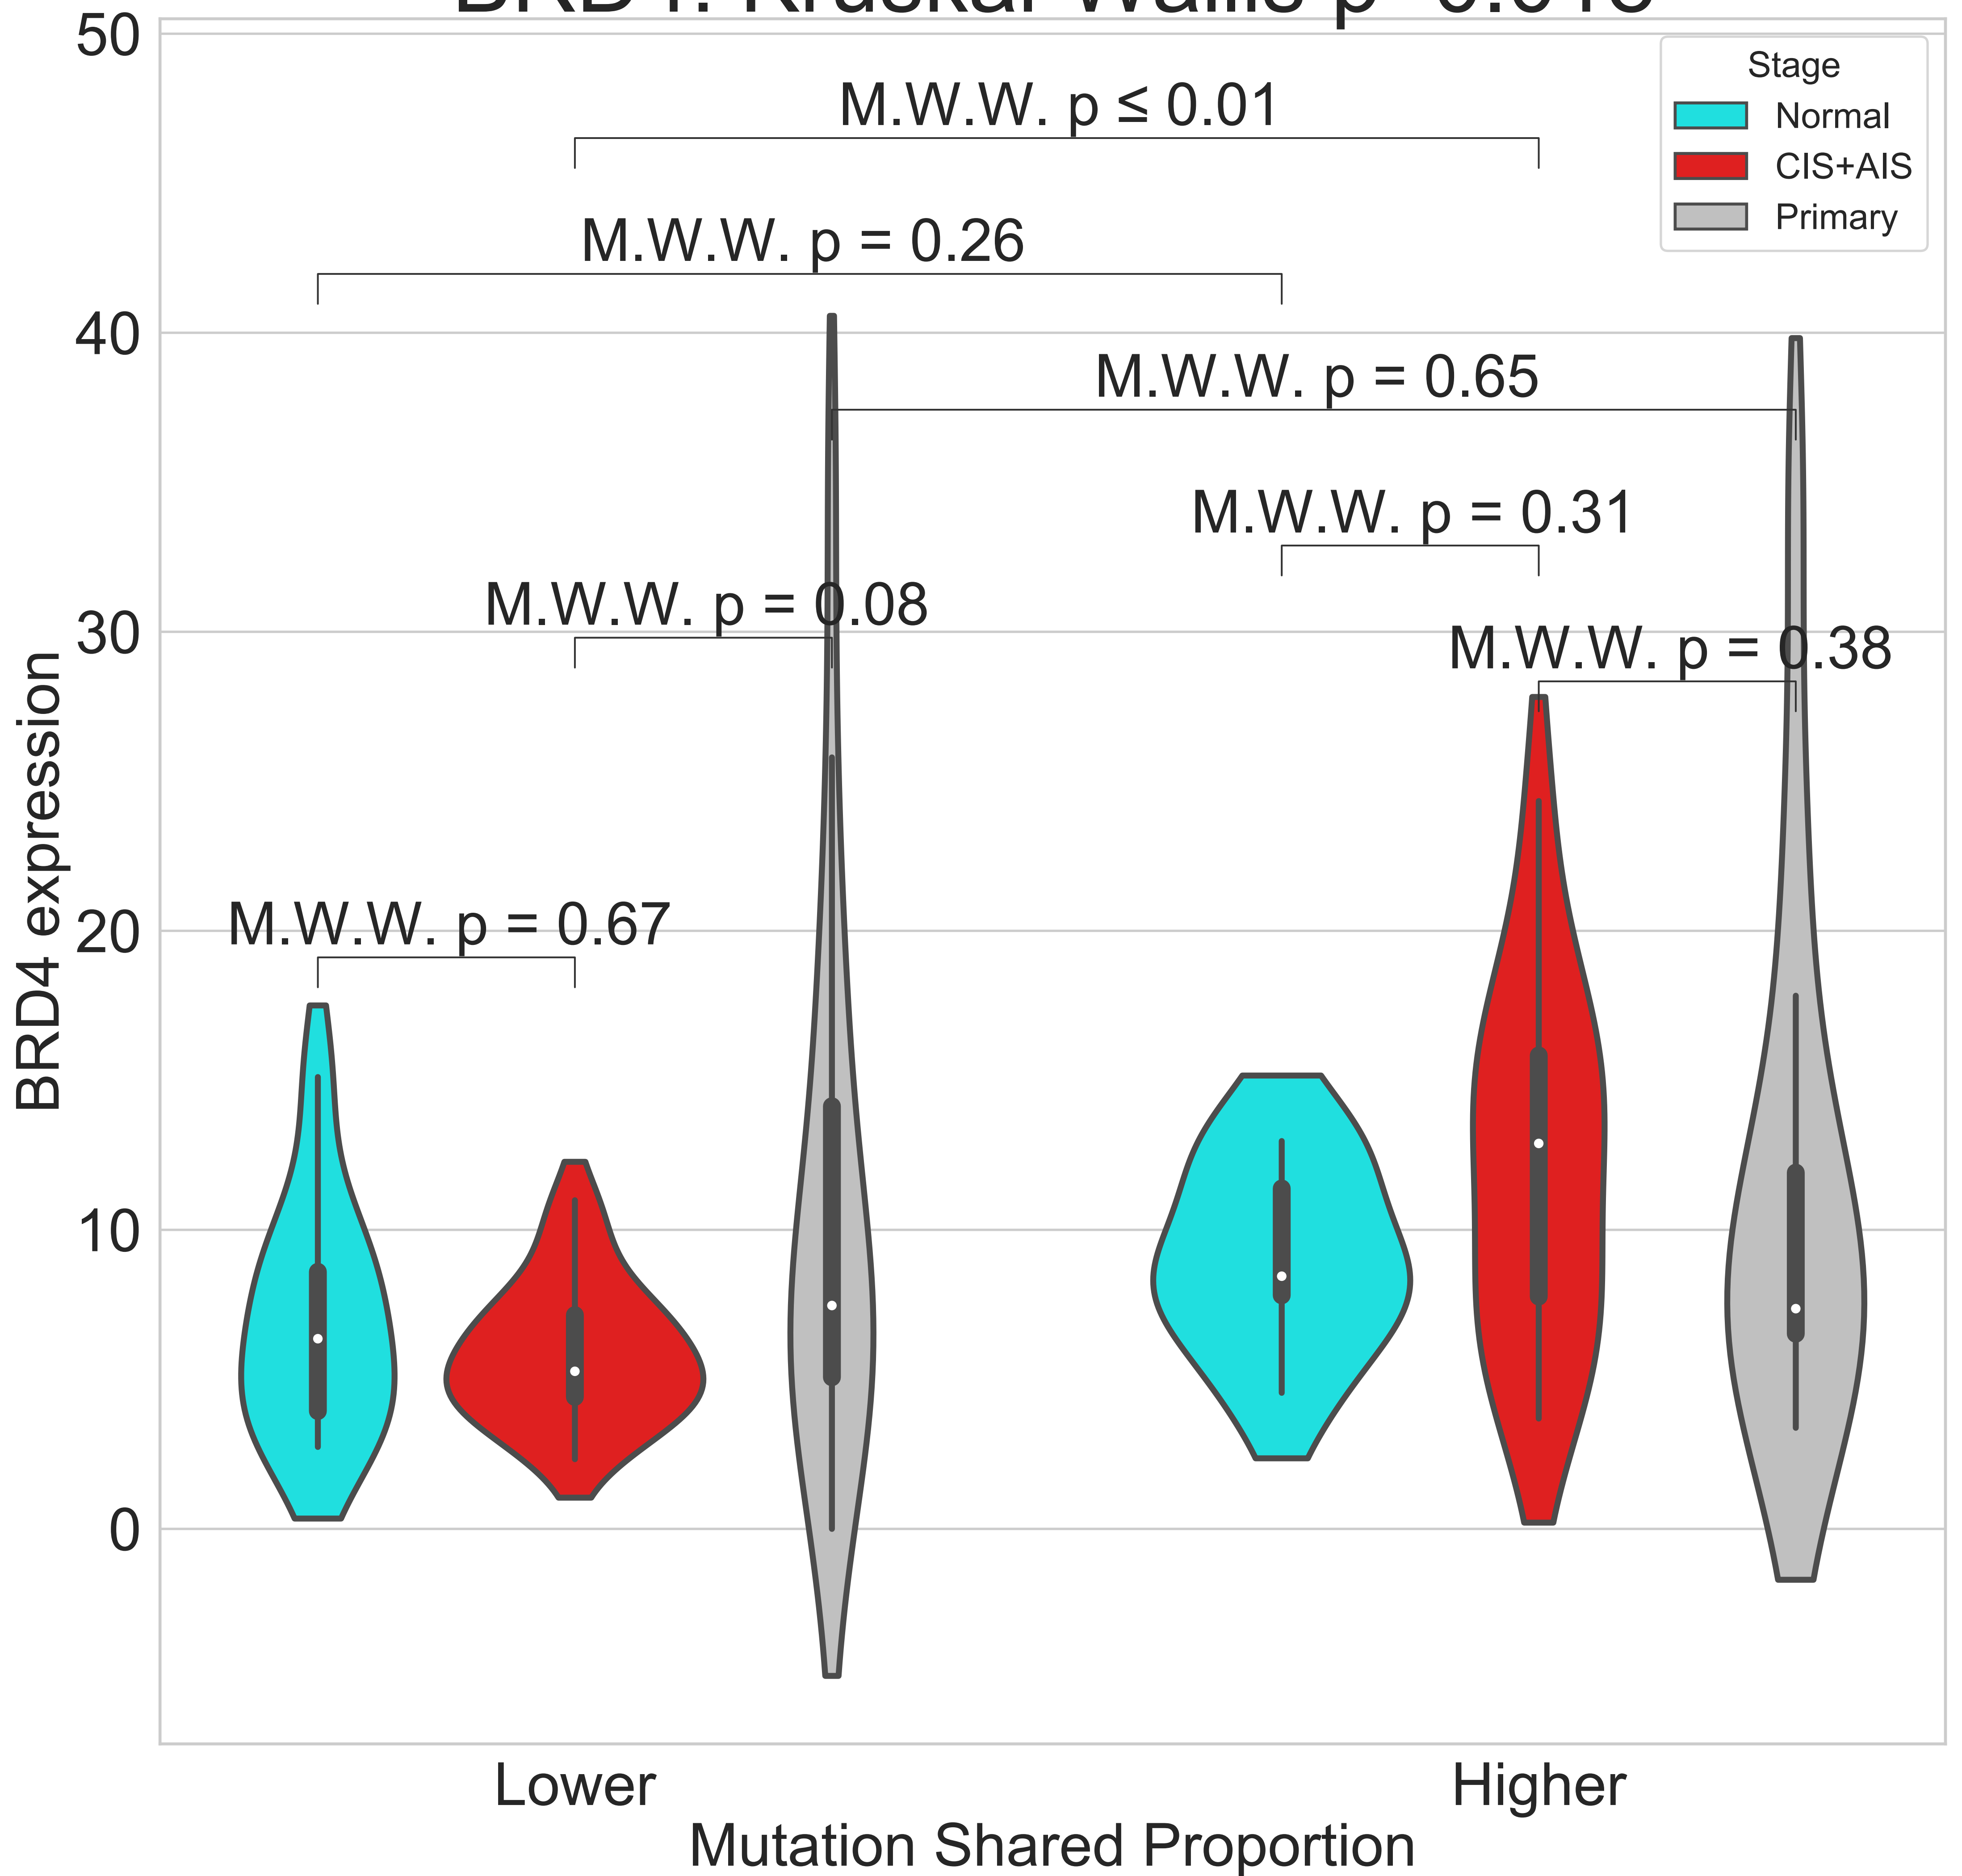 50
Stage
Normal
CIS+AIS
Primary
M.W.W. p ≤ 0.01
M.W.W. p = 0.26
40
M.W.W. p = 0.65
M.W.W. p = 0.31
M.W.W. p = 0.08
30
M.W.W. p = 0.38
BRD4 expression
20
M.W.W. p = 0.67
10
0
Lower
Higher
Mutation Shared Proportion